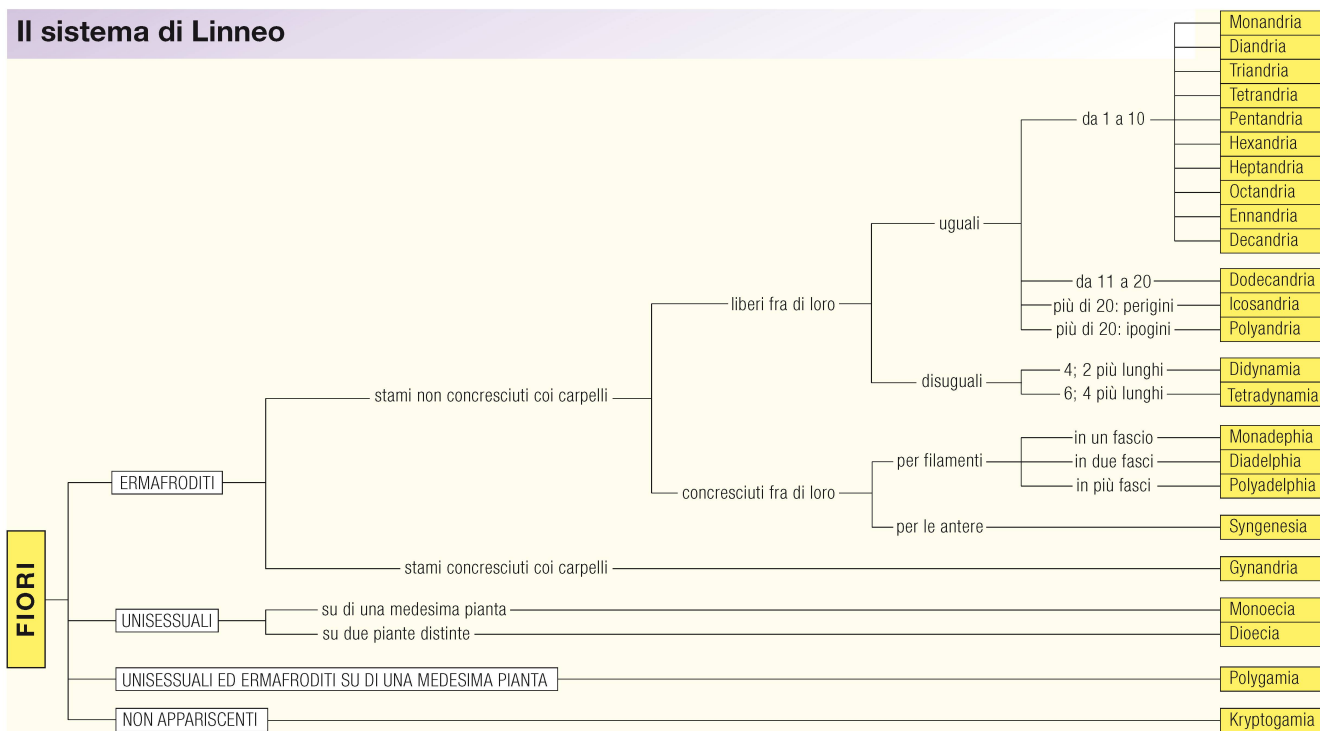 Il sistema di Linneo
Monandria
Diandria
Triandria
Tetrandria
da 1 a 10
Pentandria
Hexandria
Heptandria
Octandria
Ennandria
Decandria
uguali
da 11 a 20
Dodecandria
liberi fra di loro
più di 20: perigini
Icosandria
più di 20: ipogini
Polyandria
4; 2 più lunghi
Didynamia
disuguali
6; 4 più lunghi
Tetradynamia
stami non concresciuti coi carpelli
in un fascio
Monadephia
per filamenti
in due fasci
Diadelphia
in più fasci
Polyadelphia
ERMAFRODITI
concresciuti fra di loro
per le antere
Syngenesia
stami concresciuti coi carpelli
Gynandria
FIORI
UNISESSUALI
su di una medesima pianta
Monoecia
su due piante distinte
Dioecia
UNISESSUALI ED ERMAFRODITI SU DI UNA MEDESIMA PIANTA
Polygamia
NON APPARISCENTI
Kryptogamia